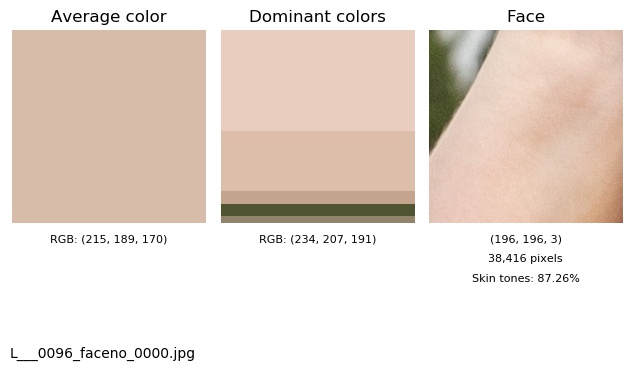 Average color
Dominant colors
Face
RGB: (215, 189, 170)
RGB: (234, 207, 191)
(196, 196, 3)
38,416 pixels
Skin tones: 87.26%
L___0096_faceno_0000.jpg